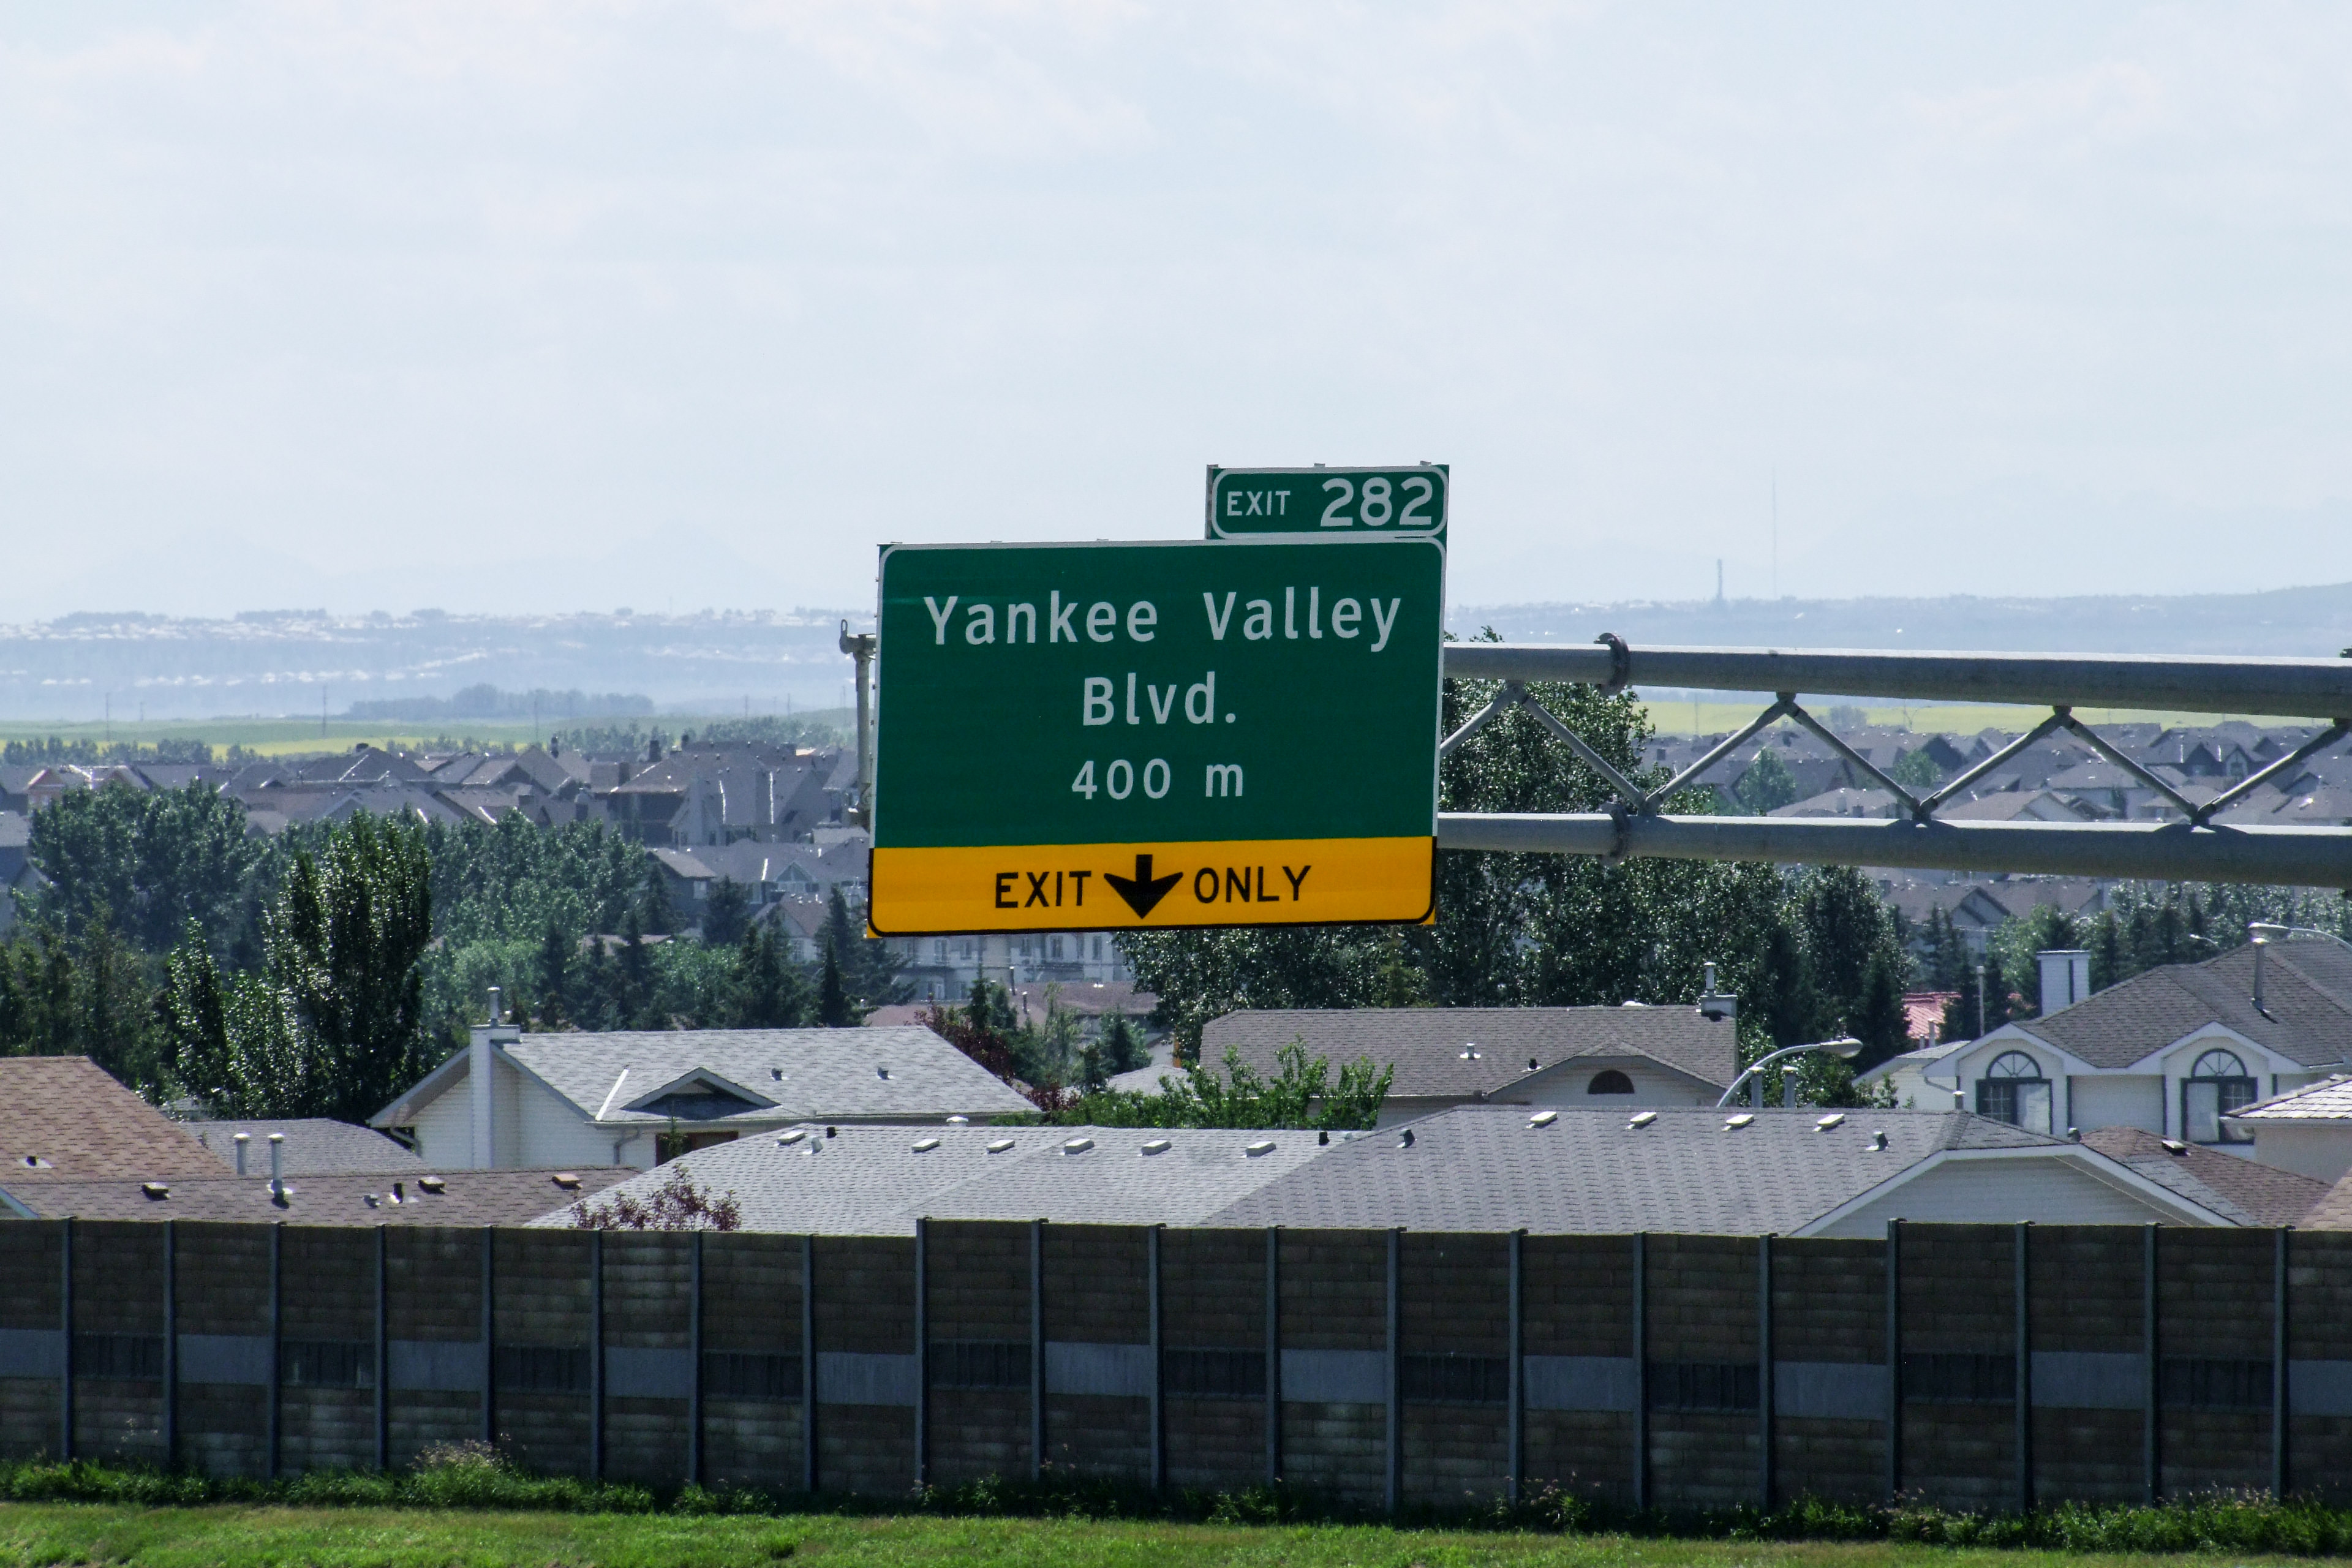 EXIT 282
Yankee Valley
Blvd.
400 m
EXIT ONLY